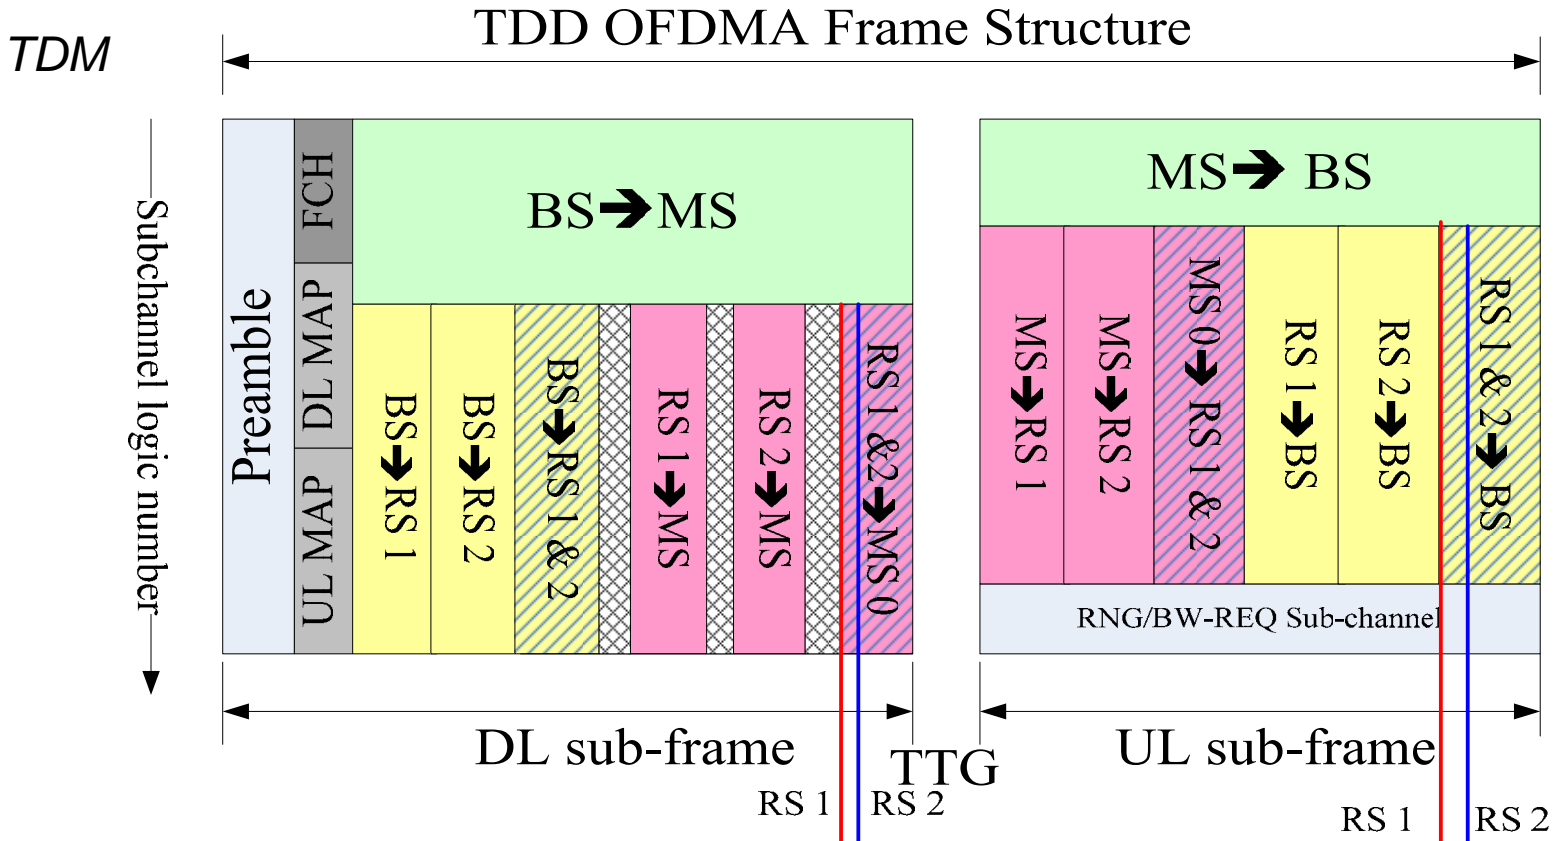 TDM
TDD OFDMA Frame Structure
Subchannel logic number
Preamble
FCH
DL MAP
UL MAP
BS➔MS
BS➔RS 1
BS➔RS 2
BS➔RS 1 & 2
RS 1➔MS
RS 2➔MS
RS 1 &2➔MS 0
MS➔ BS
MS➔RS 1
MS➔RS 2
MS 0➔ RS 1 & 2
RS 1➔BS
RS 2➔BS
RS 1 & 2➔ BS
RNG/BW-REQ Sub-channel
DL sub-frame
TTG
UL sub-frame
RS 1
RS 2
RS 1
RS 2